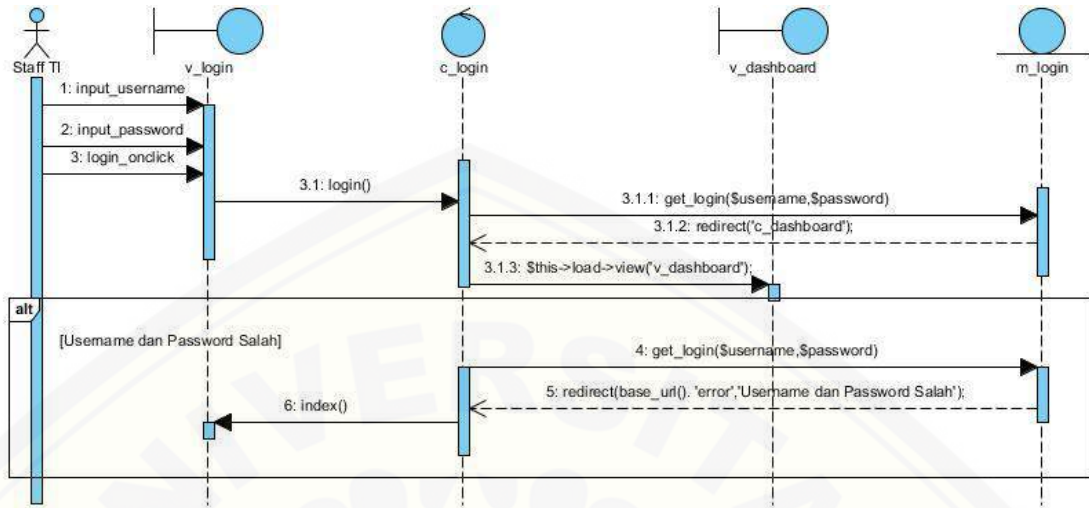 Staff TI
v_login
c_login
v_dashboard
m_login
1: input_username
2: input_password
3: login_onclick
3.1: login()
3.1.1: get_login($username,$password)
3.1.2: redirect("c_dashboard");
3.1.3: $this->load->view("v_dashboard");
alt
[Username dan Password Salah]
4: get_login($username,$password)
5: redirect(base_url(). 'error','Username dan Password Salah');
6: index()
NIVERSITA